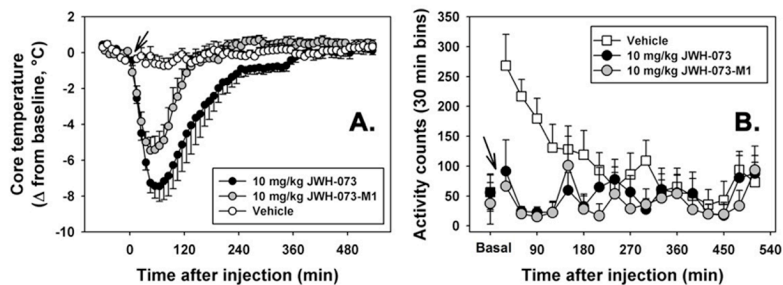 Core temperature
(Δ from baseline, °C)
2
0
-2
-4
-6
-8
-10
A.
10 mg/kg JWH-073
10 mg/kg JWH-073-M1
Vehicle
0 120 240 360 480
Time after injection (min)
Activity counts (30 min bins)
350
300
250
200
150
100
50
0
Vehicle
10 mg/kg JWH-073
10 mg/kg JWH-073-M1
B.
Basal 90 180 270 360 450 540
Time after injection (min)